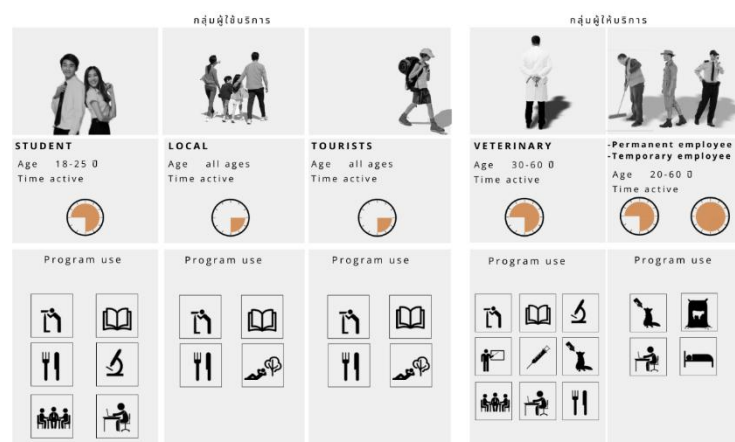 กลุ่มผู้ใช้บริการ
กลุ่มผู้ให้บริการ
STUDENT
Age 18-25 ปี
Time active
LOCAL
Age all ages
Time active
TOURISTS
Age all ages
Time active
VETERINARY
Age 30-60 ปี
Time active
-Permanent employee
-Temporary employee
Age 20-60 ปี
Time active
Program use
Program use
Program use
Program use
Program use